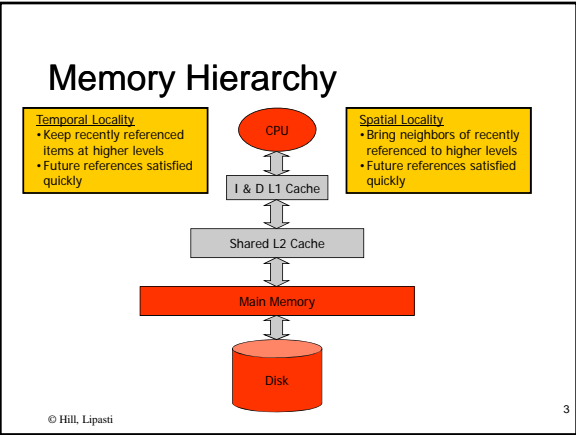 Memory Hierarchy
Temporal Locality
• Keep recently referenced
items at higher levels
• Future references satisfied
quickly
CPU
Spatial Locality
• Bring neighbors of recently
referenced to higher levels
• Future references satisfied
quickly
I & D L1 Cache
Shared L2 Cache
Main Memory
Disk
© Hill, Lipasti
3